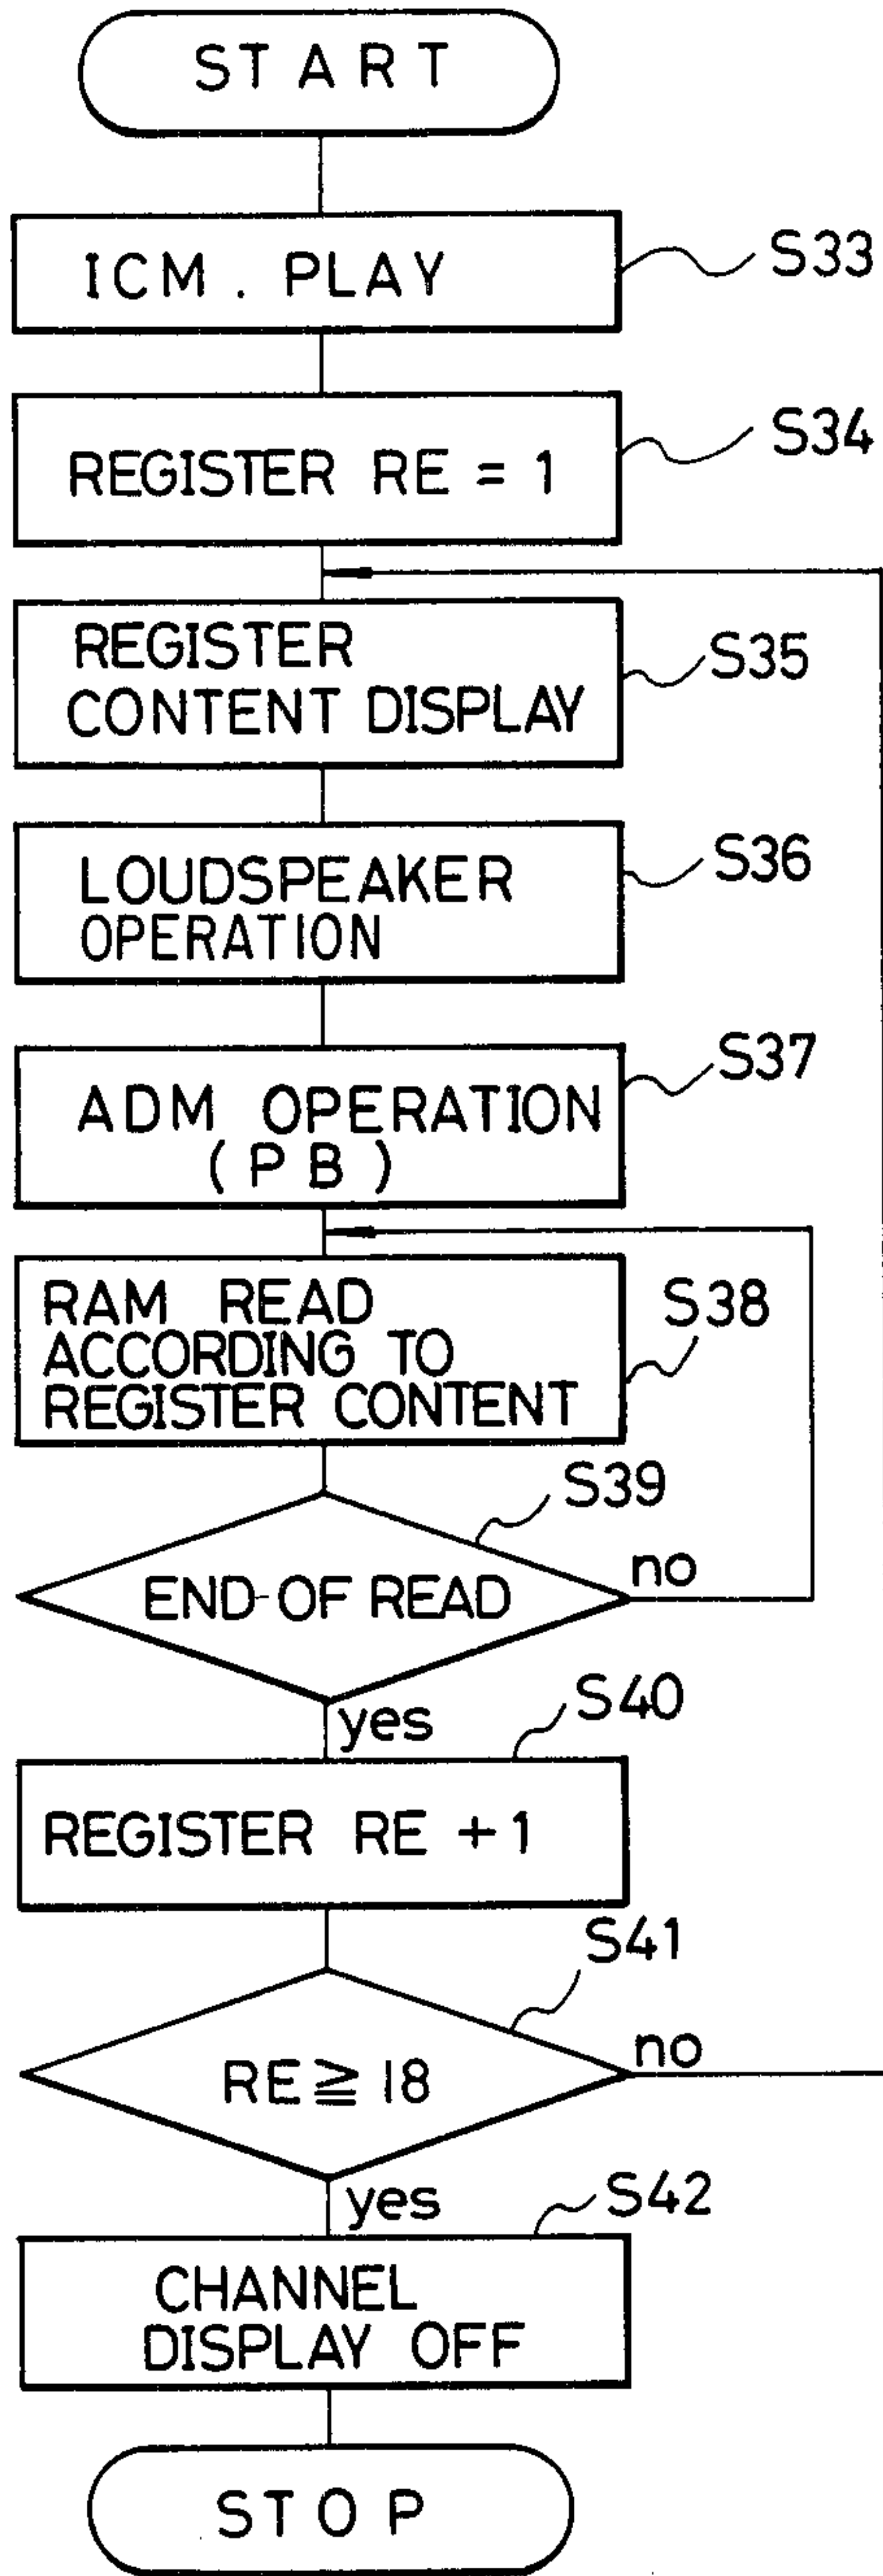 START
ICM. PLAY
S33
REGISTER RE = 1
S34
REGISTER
CONTENT DISPLAY
S35
LOUDSPEAKER
OPERATION
S36
ADM OPERATION
(PB)
S37
RAM READ
ACCORDING TO
REGISTER CONTENT
S38
S39
END-OF READ
no
yes
S40
REGISTER RE +1
S41
RE ≧ 18
no
yes
S42
CHANNEL
DISPLAY OFF
STOP